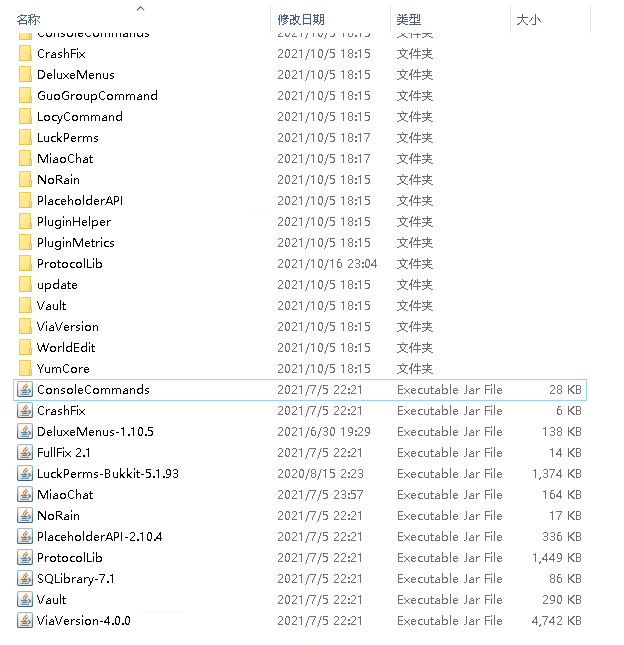 名称 修改日期 类型 大小
ConsoleCommands 2021/10/5 18:15 文件夹
CrashFix 2021/10/5 18:15 文件夹
DeluxeMenus 2021/10/5 18:15 文件夹
GuoGroupCommand 2021/10/5 18:15 文件夹
LocyCommand 2021/10/5 18:15 文件夹
LuckPerms 2021/10/5 18:17 文件夹
MiaoChat 2021/10/5 18:17 文件夹
NoRain 2021/10/5 18:15 文件夹
PlaceholderAPI 2021/10/5 18:15 文件夹
PluginHelper 2021/10/5 18:15 文件夹
PluginMetrics 2021/10/5 18:15 文件夹
ProtocolLib 2021/10/16 23:04 文件夹
update 2021/10/5 18:15 文件夹
Vault 2021/10/5 18:15 文件夹
ViaVersion 2021/10/5 18:15 文件夹
WorldEdit 2021/10/5 18:15 文件夹
YumCore 2021/10/5 18:15 文件夹
ConsoleCommands 2021/7/5 22:21 Executable Jar File 28 KB
CrashFix 2021/7/5 22:21 Executable Jar File 6 KB
DeluxeMenus-1.10.5 2021/6/30 19:29 Executable Jar File 138 KB
FullFix 2.1 2021/7/5 22:21 Executable Jar File 14 KB
LuckPerms-Bukkit-5.1.93 2020/8/15 2:23 Executable Jar File 1,374 KB
MiaoChat 2021/7/5 23:57 Executable Jar File 164 KB
NoRain 2021/7/5 22:21 Executable Jar File 17 KB
PlaceholderAPI-2.10.4 2021/7/5 22:21 Executable Jar File 336 KB
ProtocolLib 2021/7/5 22:21 Executable Jar File 1,449 KB
SQLibrary-7.1 2021/7/5 22:21 Executable Jar File 86 KB
Vault 2021/7/5 22:21 Executable Jar File 290 KB
ViaVersion-4.0.0 2021/7/5 22:21 Executable Jar File 4,742 KB